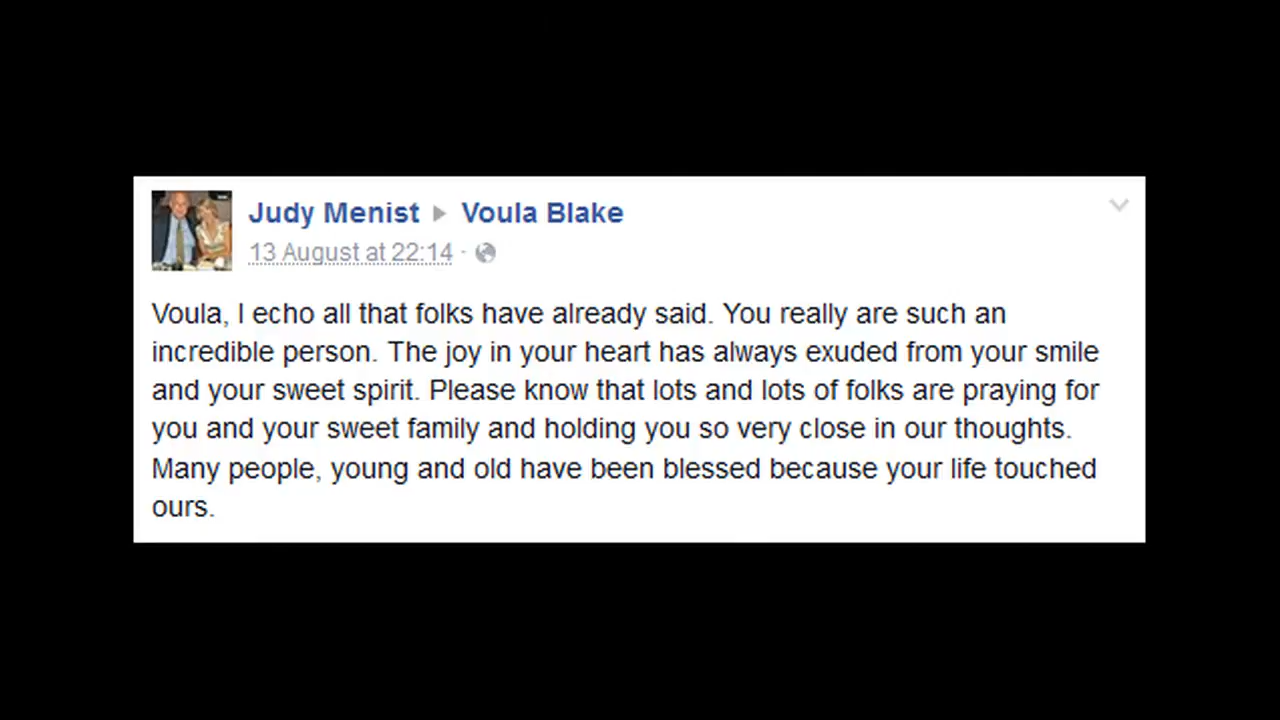 Judy Menist ▶ Voula Blake
13 August at 22:14 ·
Voula, I echo all that folks have already said. You really are such an
incredible person. The joy in your heart has always exuded from your smile
and your sweet spirit. Please know that lots and lots of folks are praying for
you and your sweet family and holding you so very close in our thoughts.
Many people, young and old have been blessed because your life touched
ours.